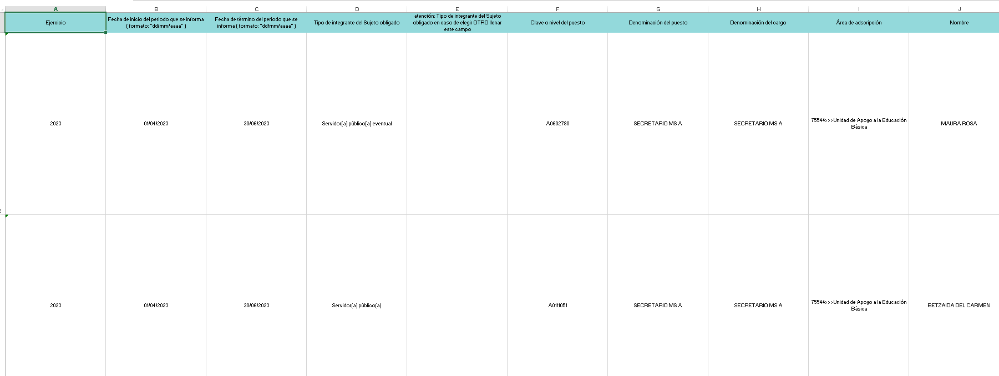 A B C D E F G H I J
Ejercicio
Fecha de inicio del periodo que se informa
( formato: "dd/mm/aaaa" )
Fecha de término del periodo que se
informa ( formato: "dd/mm/aaaa" )
Tipo de integrante del Sujeto obligado
atención: Tipo de integrante del Sujeto
obligado en caso de elegir OTRO llenar
este campo
Clave o nivel del puesto
Denominación del puesto
Denominación del cargo
Área de adscripción
Nombre
2023
01/04/2023
30/06/2023
Servidor[a] público[a] eventual
A0602780
SECRETARIO MS A
SECRETARIO MS A
75544>>>Unidad de Apoyo a la Educación
Básica
MAURA ROSA
2023
01/04/2023
30/06/2023
Servidor(a) público(a)
A0111051
SECRETARIO MS A
SECRETARIO MS A
75544>>>Unidad de Apoyo a la Educación
Básica
BETZAIDA DEL CARMEN